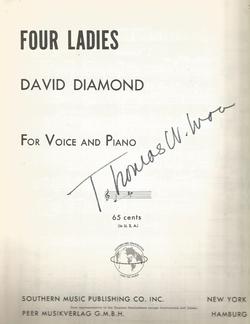 FOUR LADIES
DAVID DIAMOND
FOR VOICE AND PIANO
Thomas W.
65 cents
(in U. S. A.)
SOUTHERN MUSIC PUBLISHING CO. INC. NEW YORK
PEER MUSIKVERLAG G.M.B.H. HAMBURG